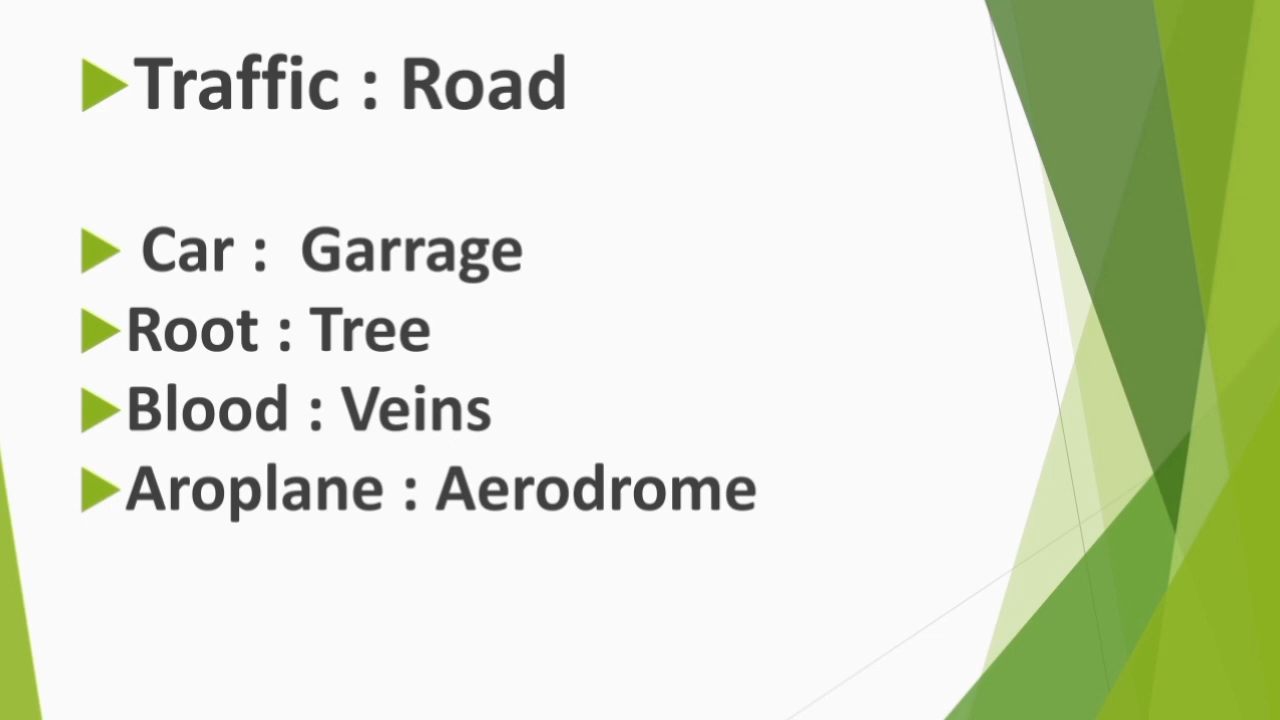 Traffic : Road
Car : Garrage
Root : Tree
Blood : Veins
Aroplane : Aerodrome